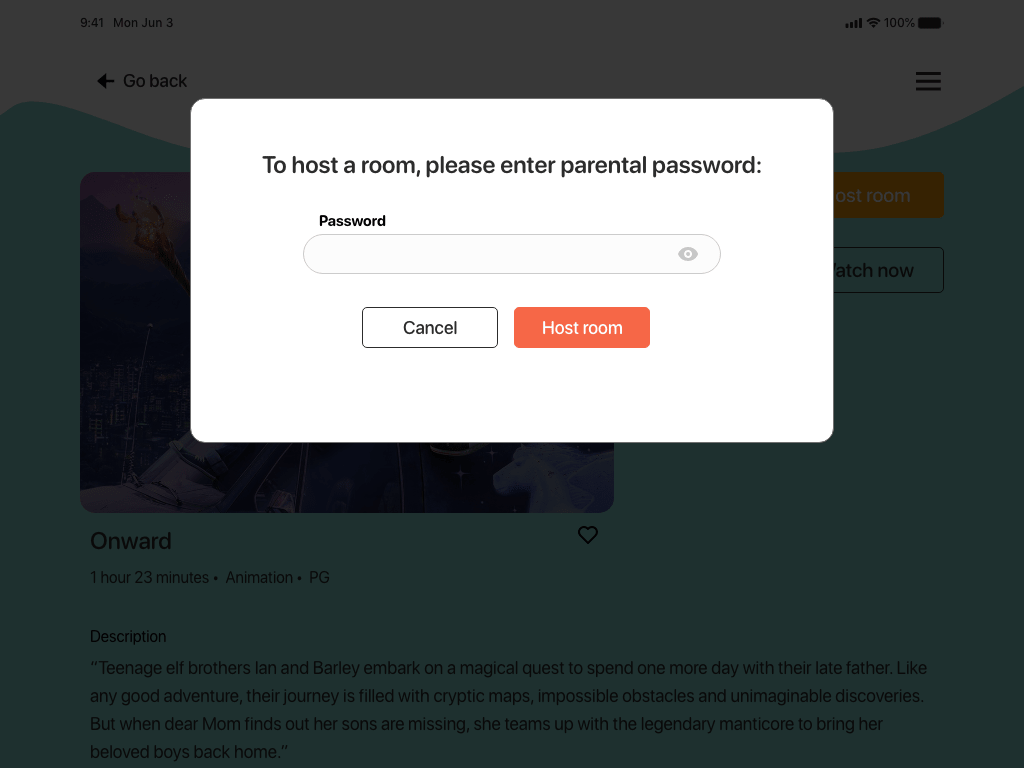 9:41 Mon Jun 3
100%
Go back
To host a room, please enter parental password:
Password
Cancel
Host room
ost room
atch now
Onward
1 hour 23 minutes • Animation • PG
Description
“Teenage elf brothers Ian and Barley embark on a magical quest to spend one more day with their late father. Like
any good adventure, their journey is filled with cryptic maps, impossible obstacles and unimaginable discoveries.
But when dear Mom finds out her sons are missing, she teams up with the legendary manticore to bring her
beloved boys back home.”